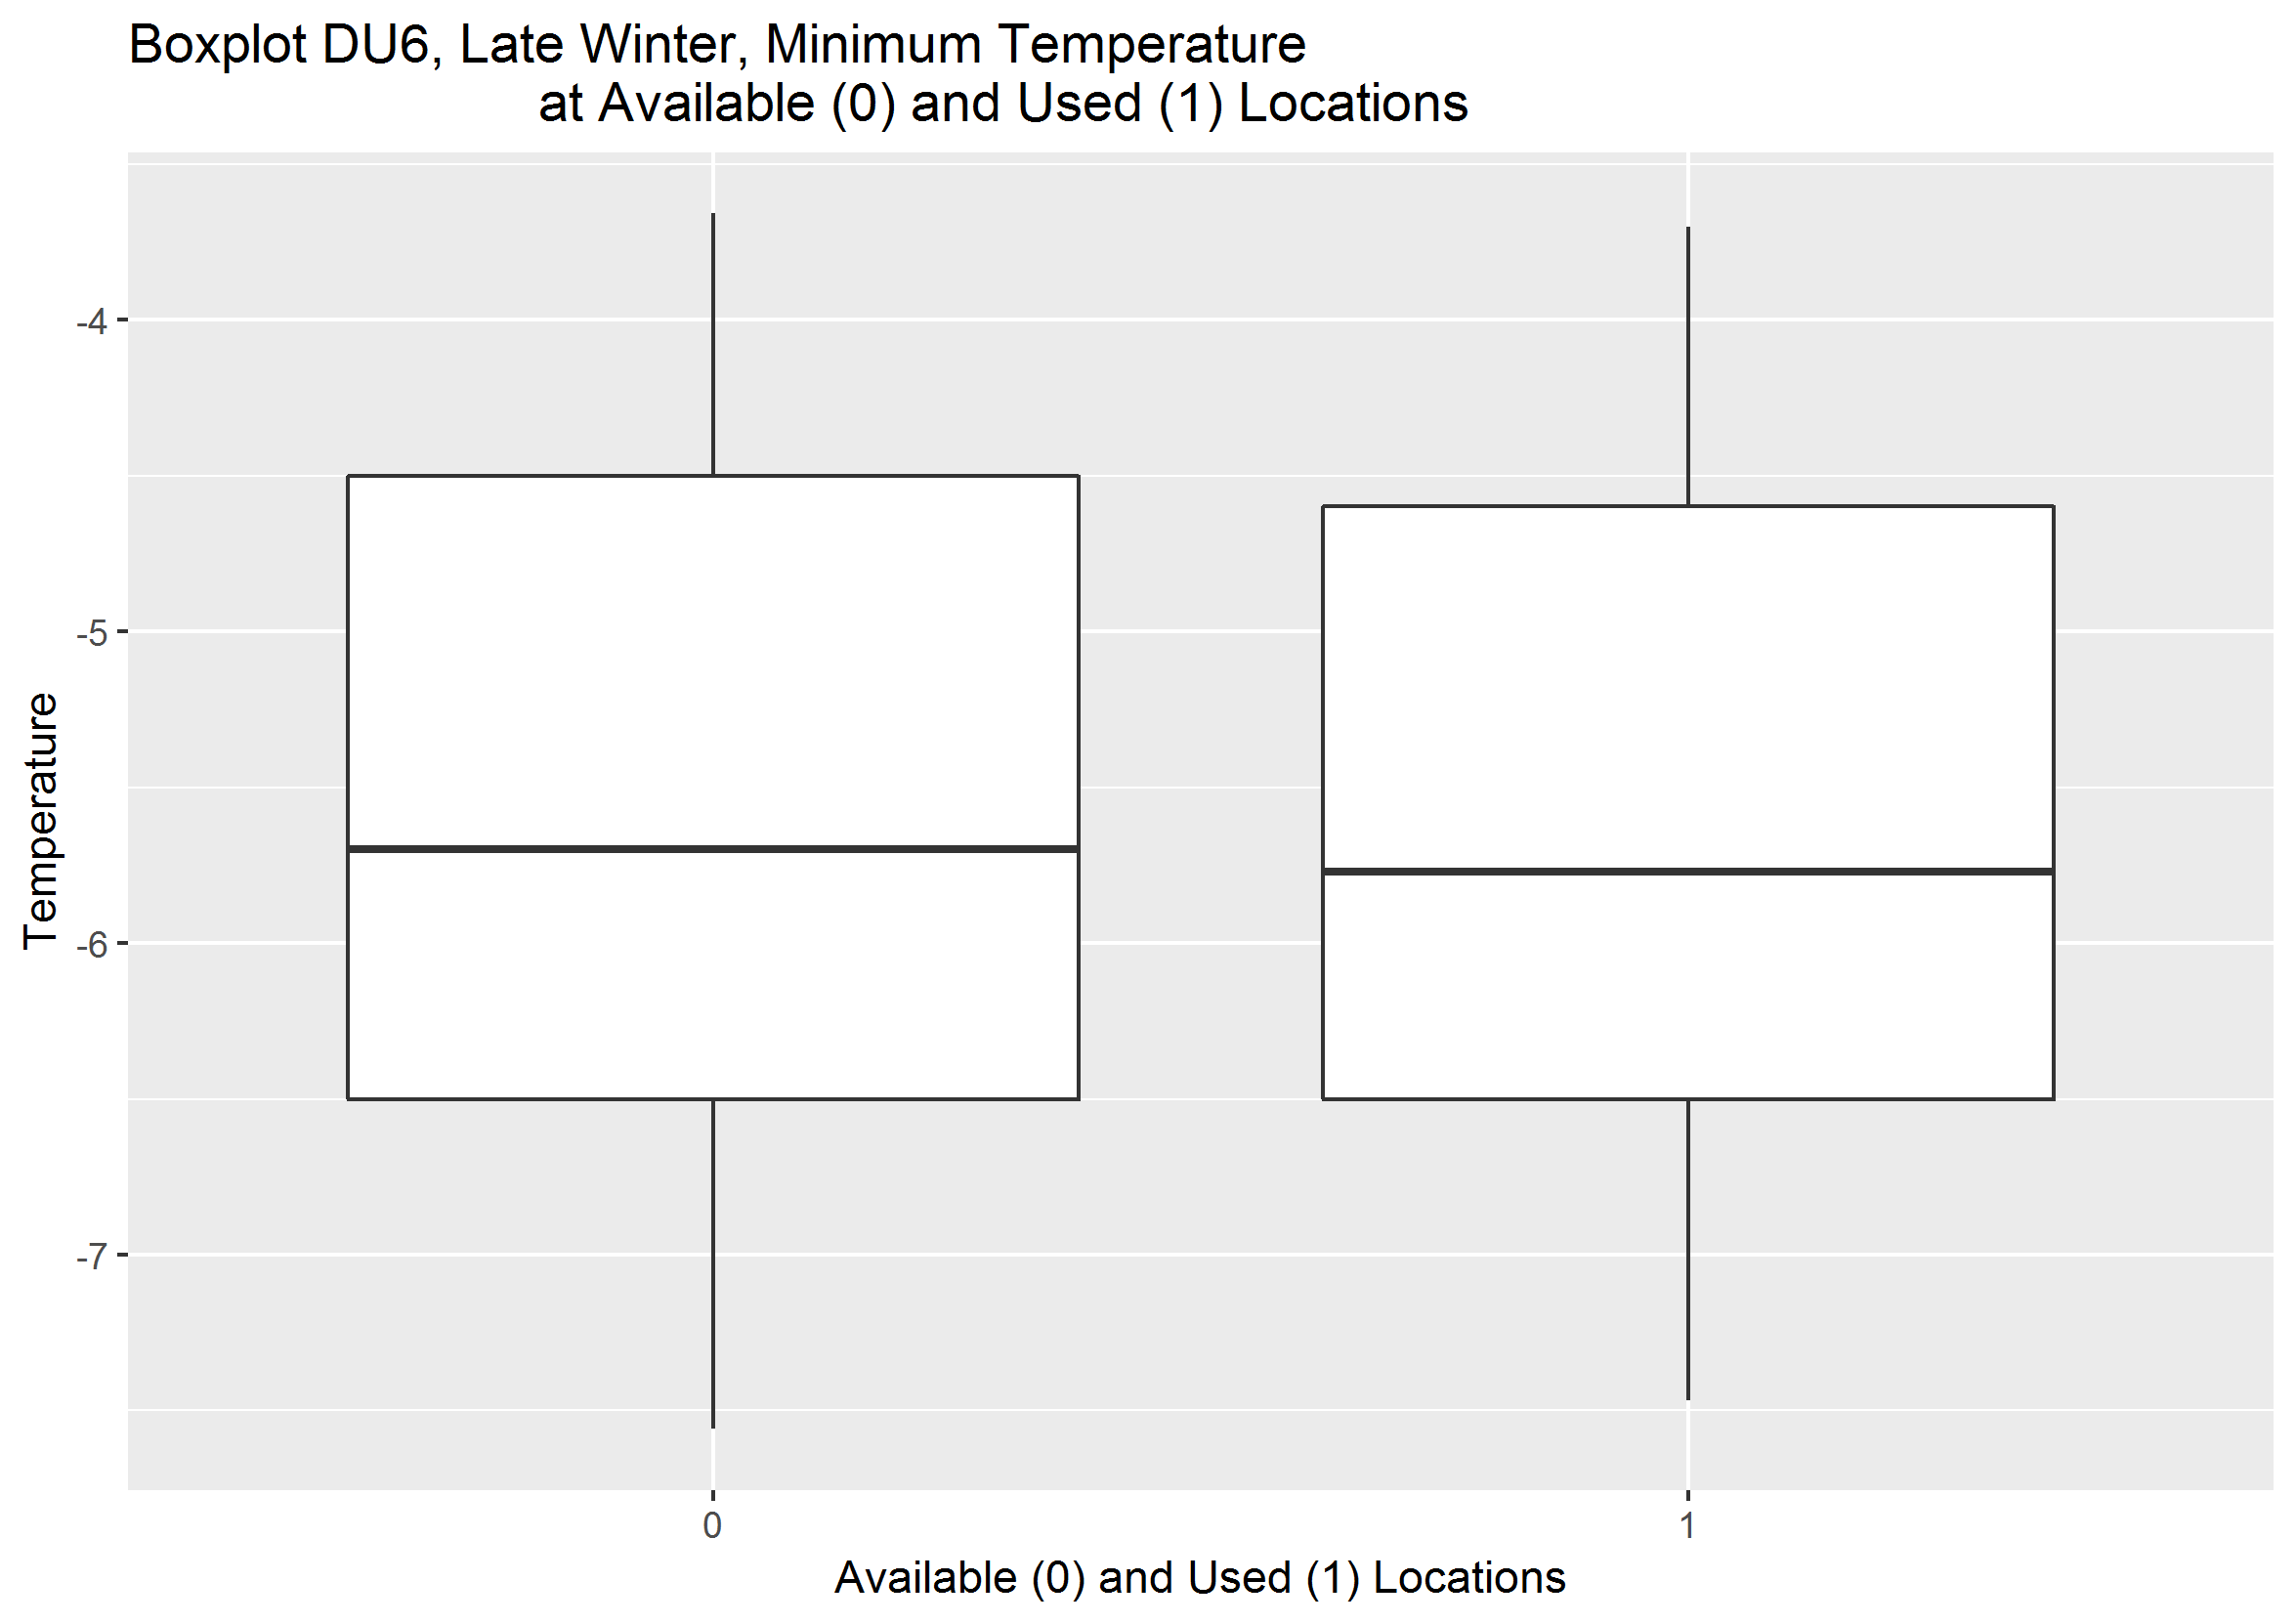 Boxplot DU6, Late Winter, Minimum Temperature
at Available (0) and Used (1) Locations
Temperature
-4
-5
-6
-7
0
1
Available (0) and Used (1) Locations